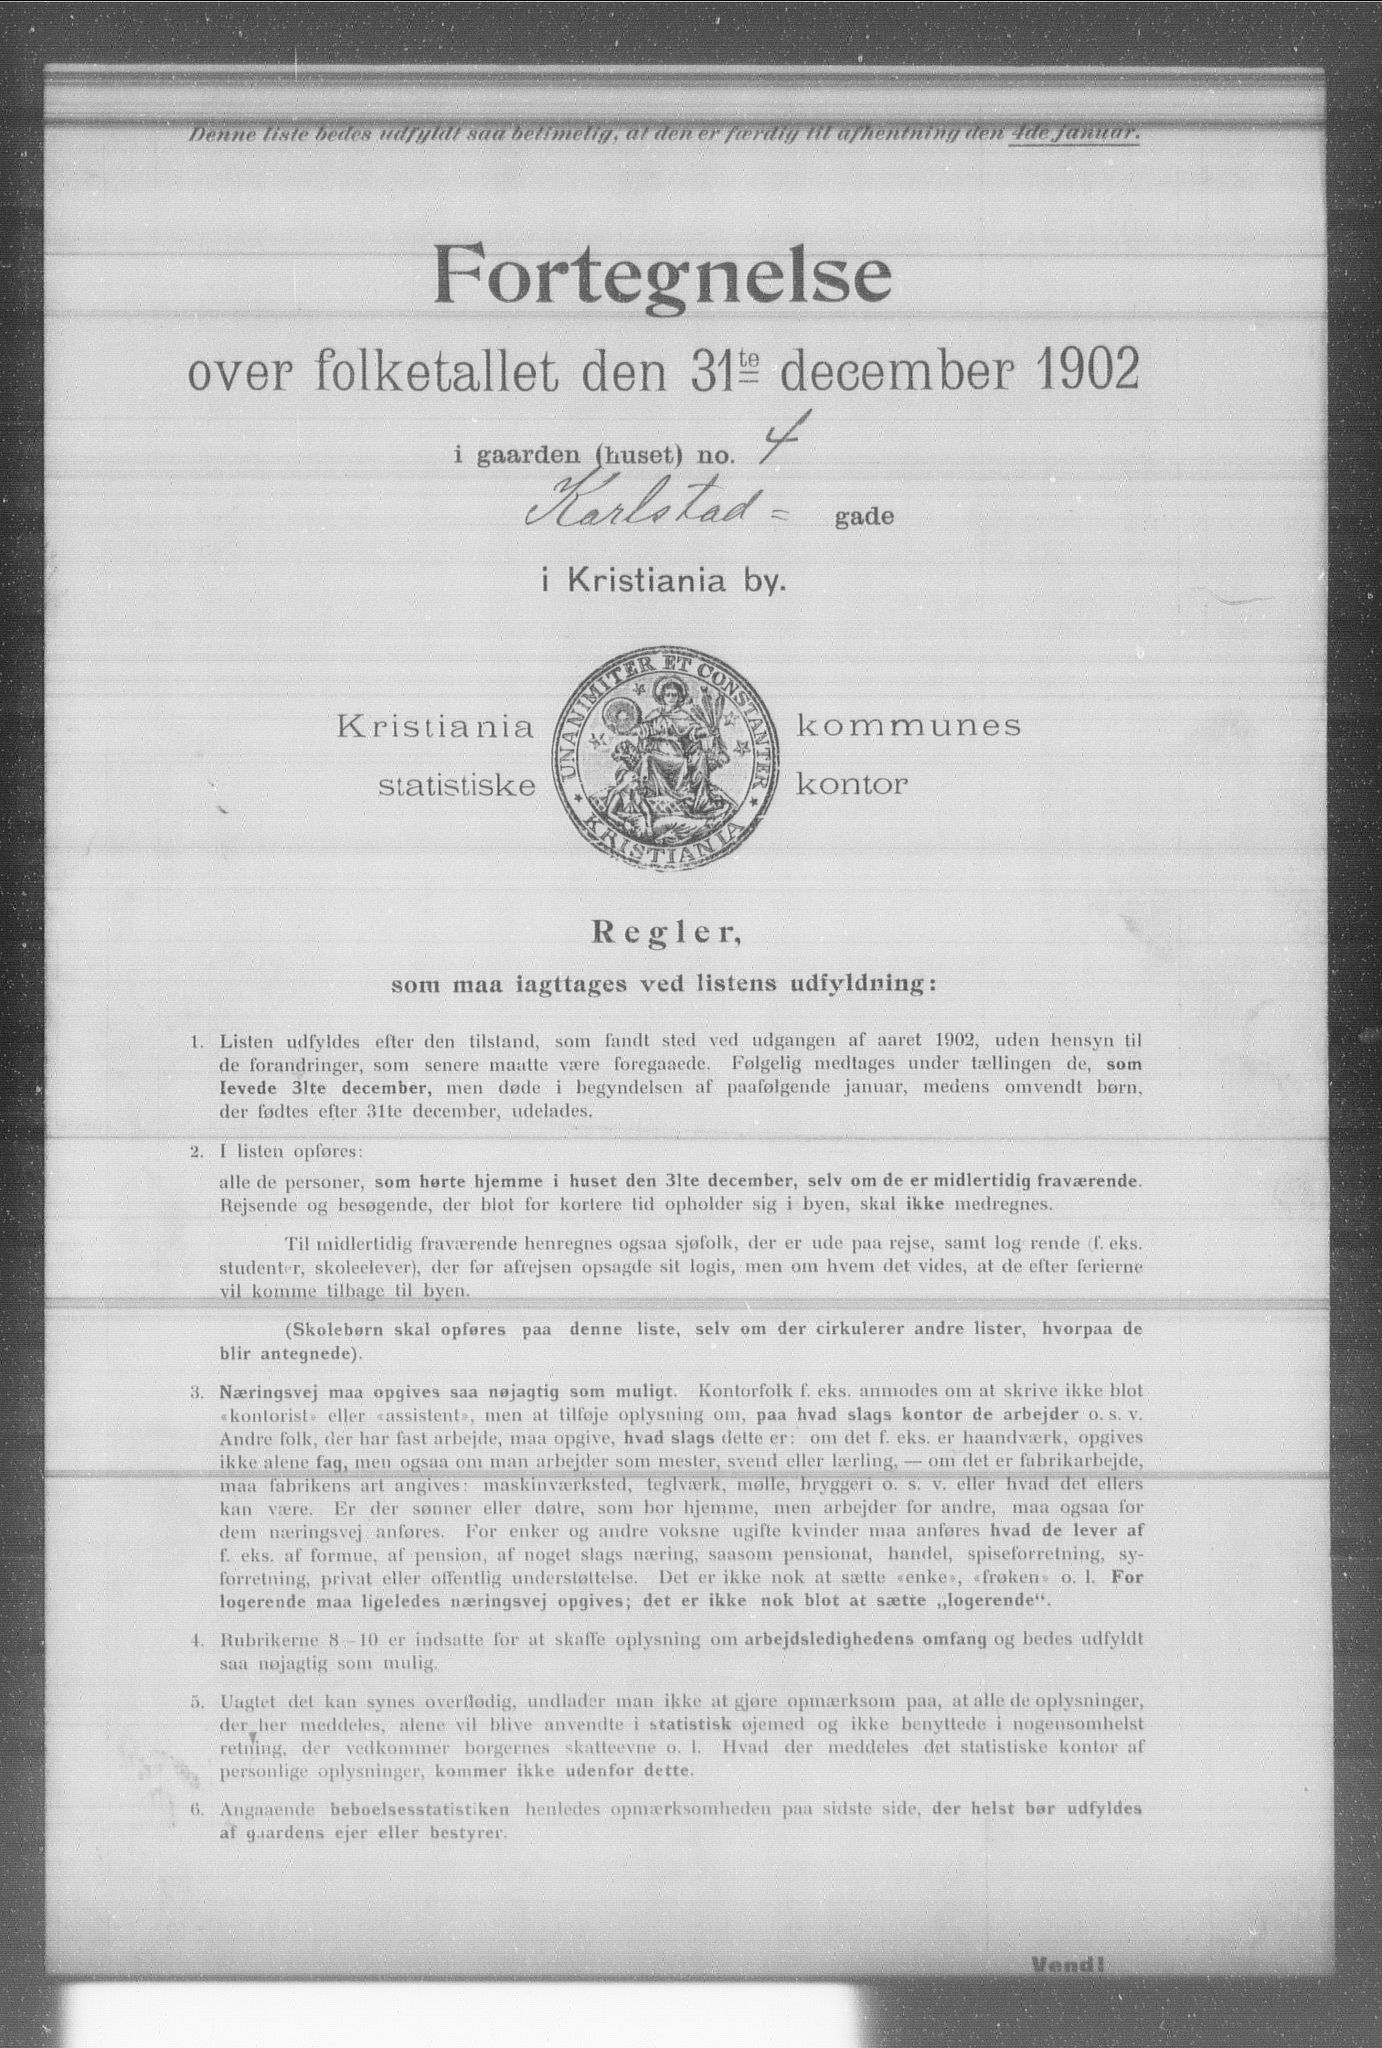 Denne liste bedes udfyldt saa betimelig, at den er færdig til afhentning den 4de januar.
Fortegnelse
over folketallet den 31te december 1902
i gaarden (huset) no. 4
Karlstad= gade
i Kristiania by.
UNANIMITER ET CONSTANTER
KRISTIANIA
Kristiania kommunes
statistiske kontor
Regler,
som maa iagttages ved listens udfyldning:
1. Listen udfyldes efter den tilstand, som fandt sted ved udgangen af aaret 1902, uden hensyn til
de forandringer, som senere maatte være foregaaede. Følgelig medtages under tællingen de, som
levede 31te december, men døde i begyndelsen af paafølgende januar, medens omvendt børn,
der fødtes efter 31te december, udelades.
2. I listen opføres:
alle de personer, som hørte hjemme i huset den 31te december, selv om de er midlertidig fraværende.
Rejsende og besøgende, der blot for kortere tid opholder sig i byen, skal ikke medregnes.
Til midlertidig fraværende henregnes ogsaa sjøfolk, der er ude paa rejse, samt log rende (f. eks.
studenter, skoleelever), der før afrejsen opsagde sit logis, men om hvem det vides, at de efter ferierne
vil komme tilbage til byen.
(Skolebørn skal opføres paa denne liste, selv om der cirkulerer andre lister, hvorpaa de
blir antegnede).
3. Næringsvej maa opgives saa nøjagtig som muligt. Kontorfolk f. eks. anmodes om at skrive ikke blot
«kontorist» eller «assistent», men at tilføje oplysning om, paa hvad slags kontor de arbejder o. s. v.
Andre folk, der har fast arbejde, maa opgive, hvad slags dette er: om det f. eks. er haandværk, opgives
ikke alene fag, men ogsaa om man arbejder som mester, svend eller lærling, — om det er fabrikarbejde,
maa fabrikens art angives: maskinværksted, teglværk, mølle, bryggeri o. s. v. eller hvad det ellers
kan være. Er der sønner eller døtre, som bor hjemme, men arbejder for andre, maa ogsaa for
dem næringsvej anføres. For enker og andre voksne ugifte kvinder maa anføres hvad de lever af
f. eks. af formue, af pension, af noget slags næring, saasom pensionat, handel, spiseforretning, sy-
forretning, privat eller offentlig understøttelse. Det er ikke nok at sætte «enke», «frøken» o. l. For
logerende maa ligeledes næringsvej opgives; det er ikke nok blot at sætte „logerende“.
4. Rubrikerne 8—10 er indsatte for at skaffe oplysning om arbejdsledighedens omfang og bedes udfyldt
saa nøjagtig som mulig.
5. Uagtet det kan synes overflødig, undlader man ikke at gjøre opmærksom paa, at alle de oplysninger,
der her meddeles, alene vil blive anvendte i statistisk øjemed og ikke benyttede i nogensomhelst
retning, der vedkommer borgernes skatteevne o. l. Hvad der meddeles det statistiske kontor af
personlige oplysninger, kommer ikke udenfor dette.
6. Angaaende beboelsesstatistiken henledes opmærksomheden paa sidste side, der helst bør udfyldes
af gaardens ejer eller bestyrer.
Vend!